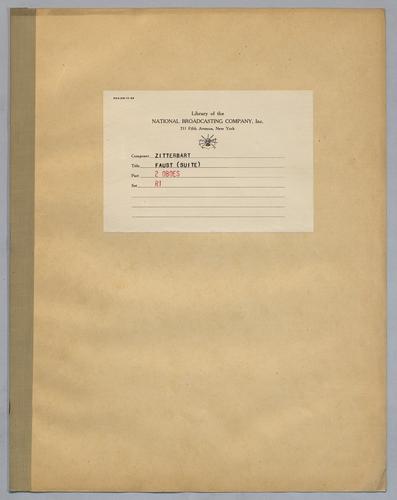 Library of the
NATIONAL BROADCASTING COMPANY, Inc.
711 Fifth Avenue, New York
Composer ZITTERBART
Title FAUST (SUITE)
Part 2 OBOES
Set R1